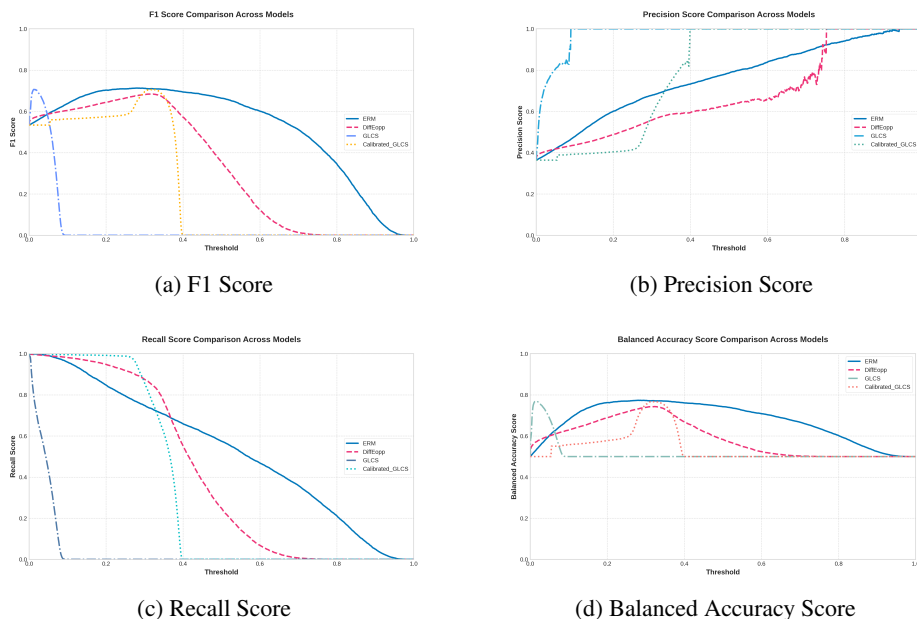 F1 Score Comparison Across Models
1.0
0.8
0.6
0.4
0.2
0.0
F1 Score
ERM
DiffEopp
GLCS
Calibrated_GLCS
0.0 0.2 0.4 0.6 0.8 1.0
Threshold
(a) F1 Score
Precision Score Comparison Across Models
1.0
0.8
0.6
0.4
0.2
0.0
Precision Score
ERM
DiffEopp
GLCS
Calibrated_GLCS
0.0 0.2 0.4 0.6 0.8
Threshold
(b) Precision Score
Recall Score Comparison Across Models
1.0
0.8
0.6
0.4
0.2
0.0
Recall Score
ERM
DiffEopp
GLCS
Calibrated_GLCS
0.0 0.2 0.4 0.6 0.8 1.0
Threshold
(c) Recall Score
Balanced Accuracy Score Comparison Across Models
1.0
0.8
0.6
0.4
0.2
0.0
Balanced Accuracy Score
ERM
DiffEopp
GLCS
Calibrated_GLCS
0.0 0.2 0.4 0.6 0.8 1.0
Threshold
(d) Balanced Accuracy Score